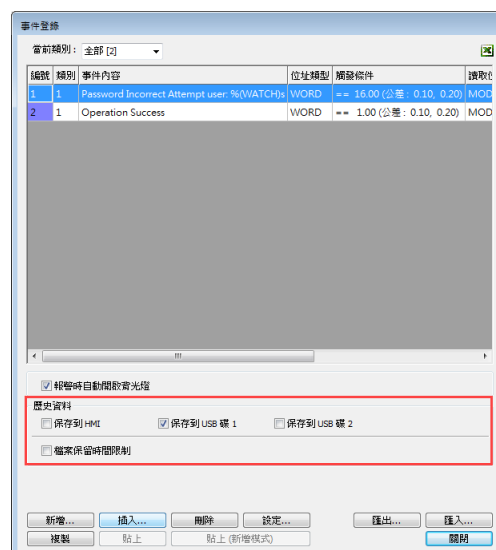 事件登錄
當前類別： 全部 [2]
編號 類別 事件內容 位址類型 觸發條件 讀取位
1 1 Password Incorrect Attempt user: %(WATCH)s WORD == 16.00 (公差 : 0.10, 0.20) MOD
2 1 Operation Success WORD == 1.00 (公差 : 0.10, 0.20) MOD
報警時自動開啟背光燈
歷史資料
保存到 HMI 保存到 USB 碟 1 保存到 USB 碟 2
檔案保留時間限制
新增... 插入... 刪除 設定... 匯出... 匯入...
複製 貼上 貼上 (新增模式) 關閉